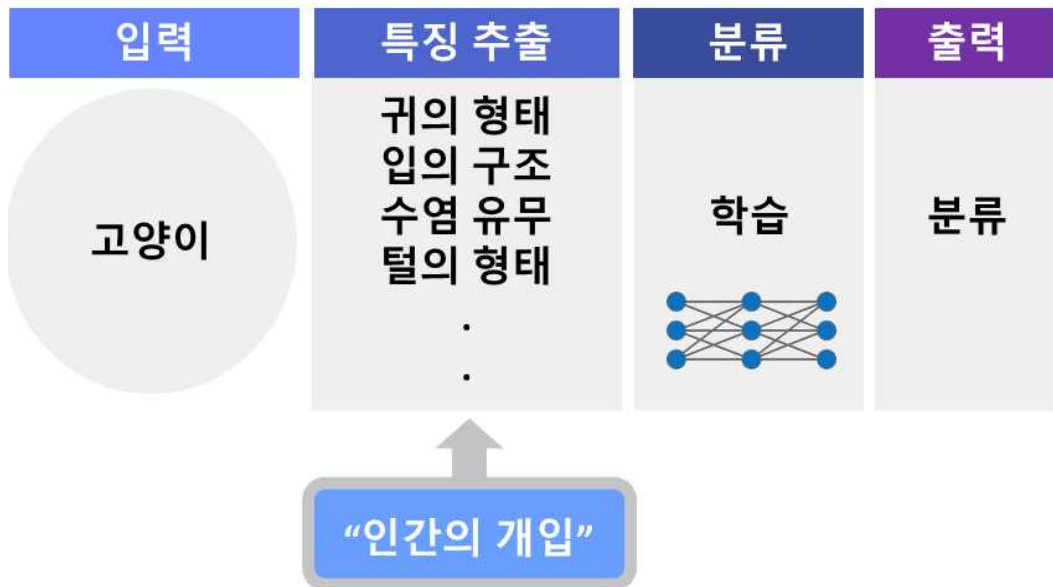 입력
특징 추출
분류
출력
고양이
귀의 형태
입의 구조
수염 유무
털의 형태
.
.
학습
분류
“인간의 개입”